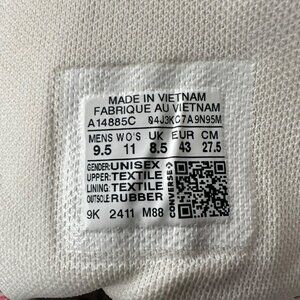 MADE IN VIETNAM
FABRIQUE AU VIETNAM
A14885C 04J3KC7A9N95M
MENS WO'S UK EUR CM
9.5 11 8.5 43 27.5
GENDER: UNISEX
UPPER: TEXTILE
LINING: TEXTILE
OUTSOLE RUBBER
CONVERSE
9K 2411 M88